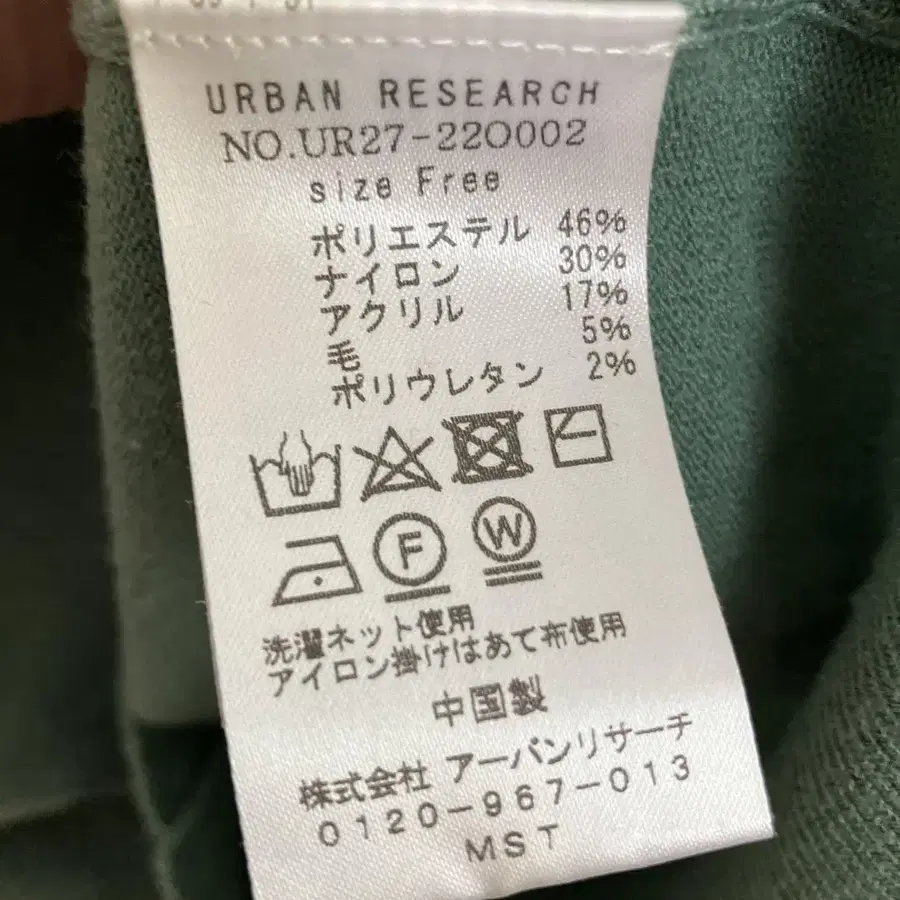 URBAN RESEARCH
NO.UR27-22O002
size Free
ポリエステル 46%
ナイロン 30%
アクリル 17%
毛 5%
ポリウレタン 2%
F W
洗濯ネット使用
アイロン掛けはあて布使用
中国製
株式会社 アーバンリサーチ
0120-967-013
MST